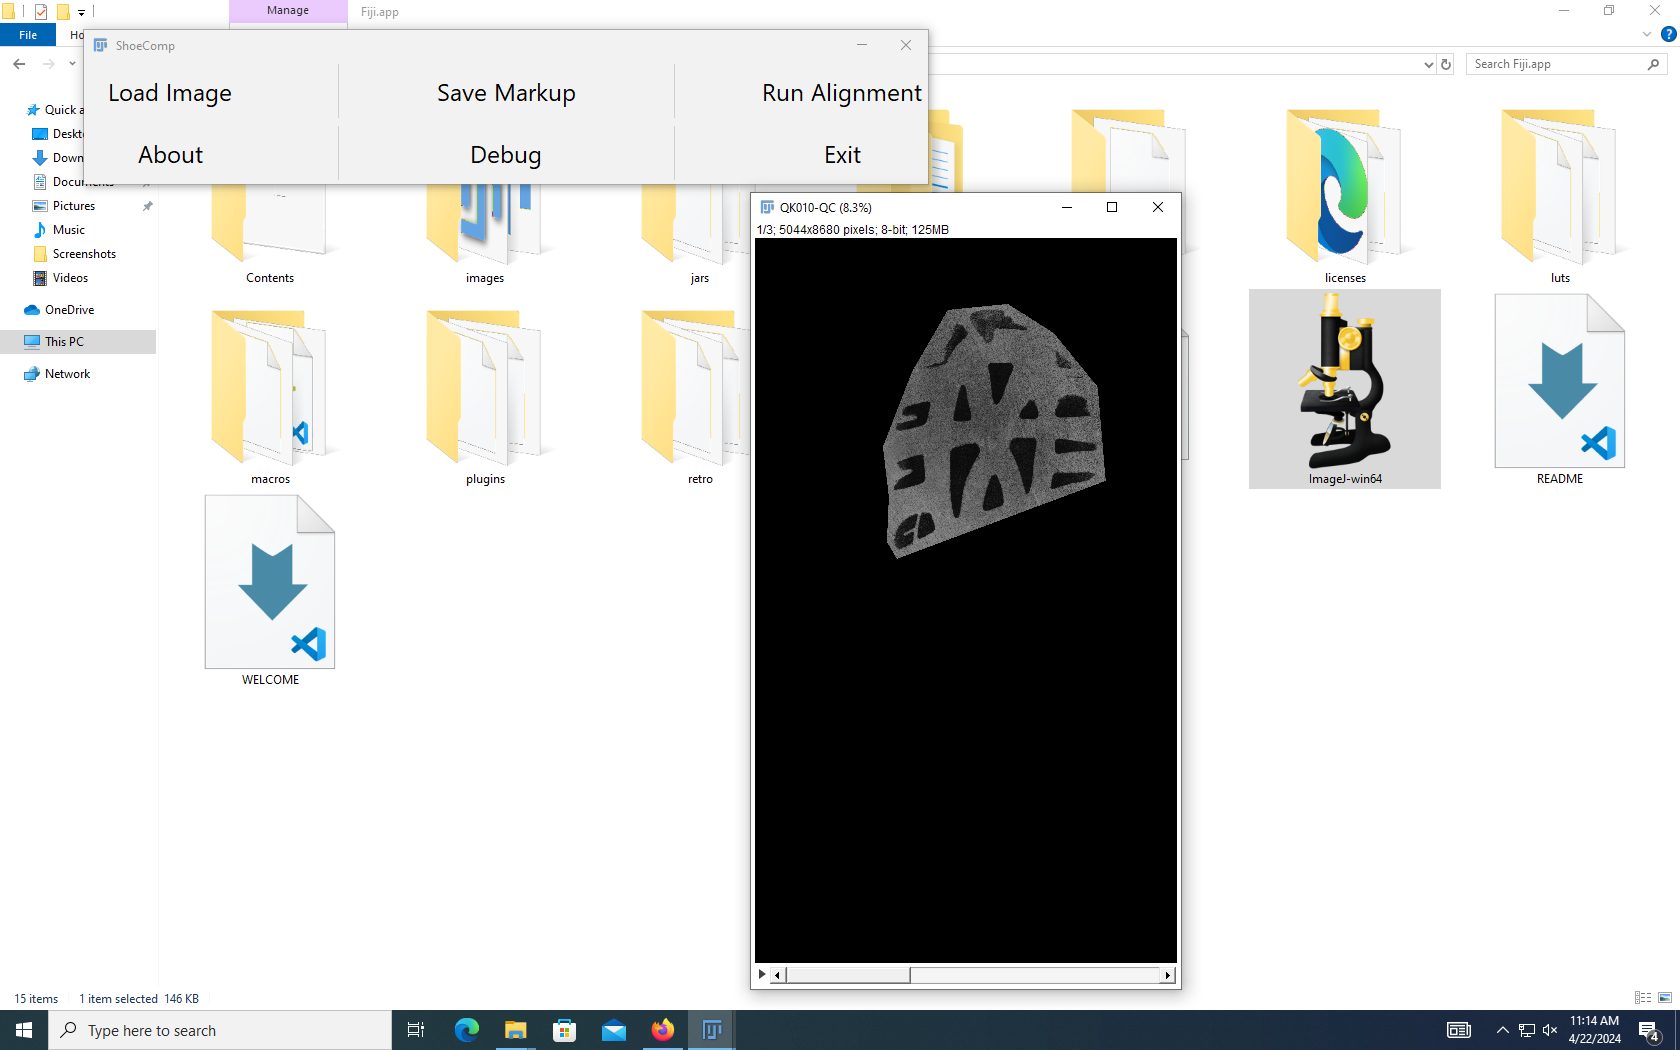 Manage
Fiji.app
File
Ho
ShoeComp
Load Image
Save Markup
Run Alignment
About
Debug
Exit
Search Fiji.app
Quick a
Deskt
Down
Documents
Pictures
Music
Screenshots
Videos
OneDrive
This PC
Network
Contents
images
jars
licenses
luts
macros
plugins
retro
ImageJ-win64
README
WELCOME
QK010-QC (8.3%)
1/3; 5044x8680 pixels; 8-bit; 125MB
15 items
1 item selected 146 KB
Type here to search
11:14 AM
4/22/2024
4